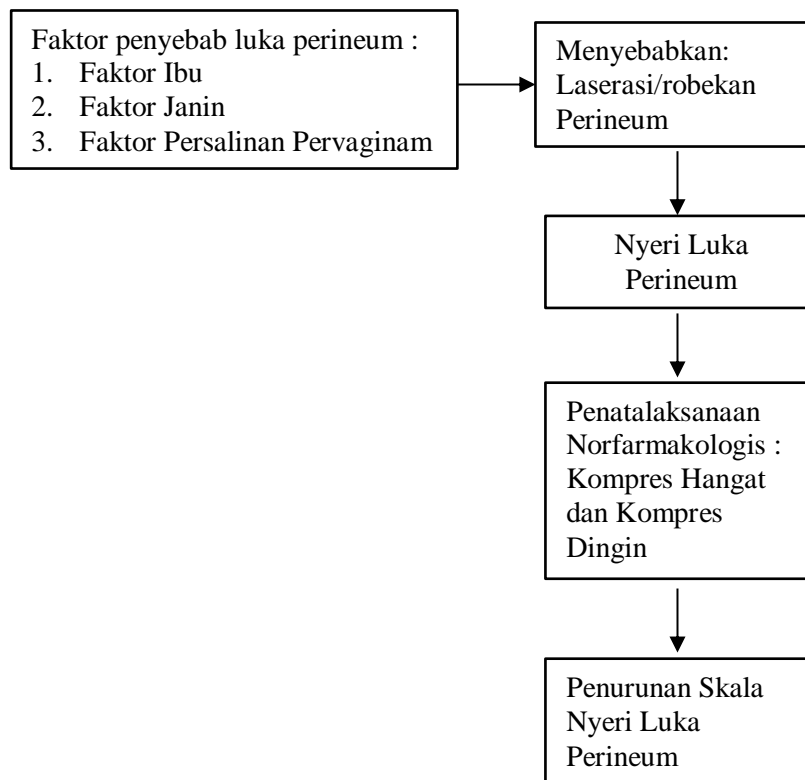 Faktor penyebab luka perineum :
1. Faktor Ibu
2. Faktor Janin
3. Faktor Persalinan Pervaginam
Menyebabkan:
Laserasi/robekan
Perineum
Nyeri Luka
Perineum
Penatalaksanaan
Norfarmakologis :
Kompres Hangat
dan Kompres
Dingin
Penurunan Skala
Nyeri Luka
Perineum